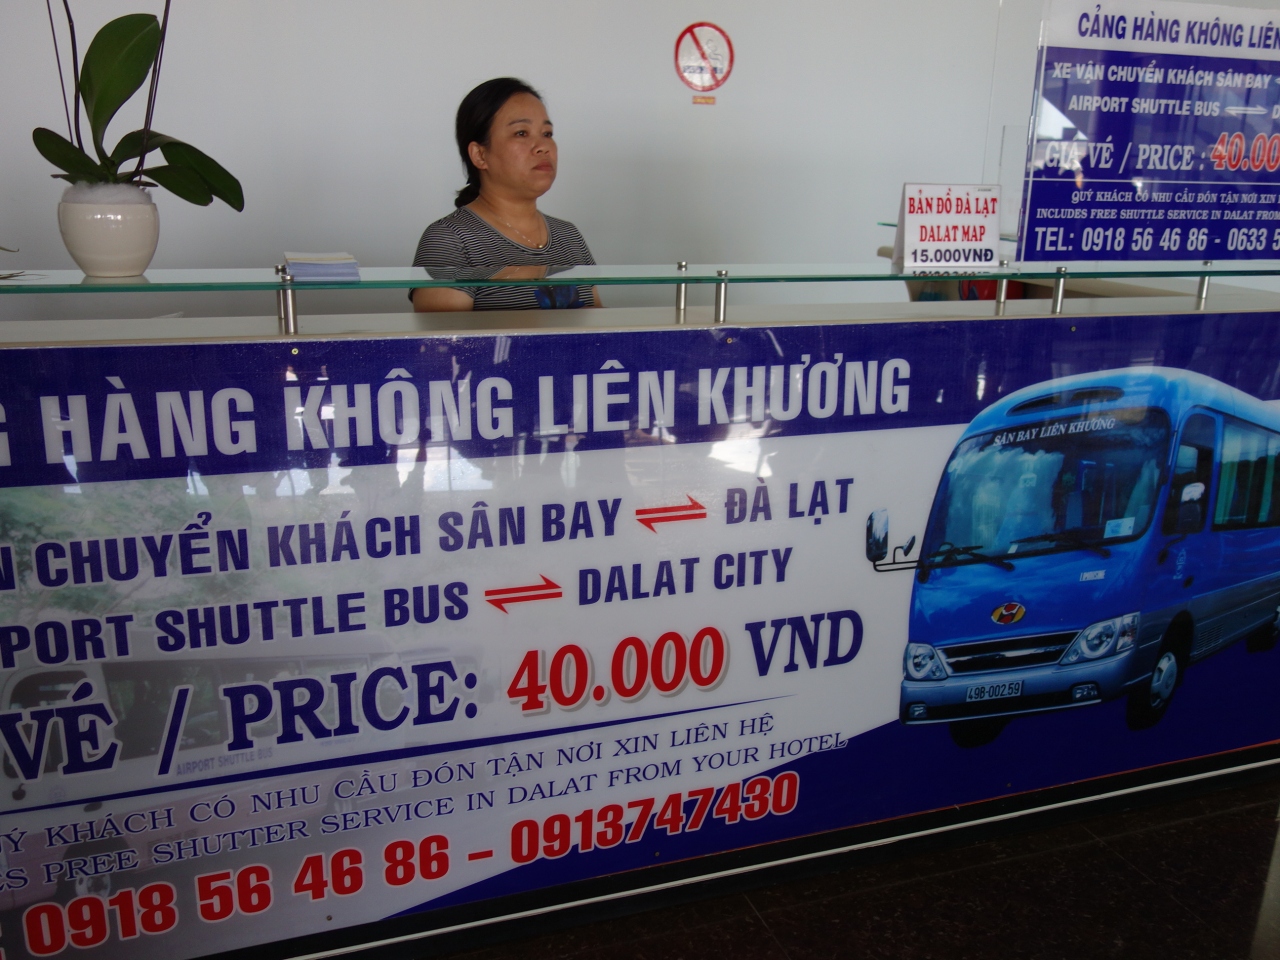 CẢNG HÀNG KHÔNG LIÊN
XE VẬN CHUYỂN KHÁCH SÂN BAY
AIRPORT SHUTTLE BUS ⇌ D
GIÁ VÉ / PRICE : 40.00
QUÝ KHÁCH CÓ NHU CẦU ĐÓN TẬN NƠI XIN
INCLUDES FREE SHUTTLE SERVICE IN DALAT FROM
TEL: 0918 56 46 86 - 0633 5
BẢN ĐỒ ĐÀ LẠT
DALAT MAP
15.000VNĐ
G HÀNG KHÔNG LIÊN KHƯƠNG
N CHUYỂN KHÁCH SÂN BAY ⇌ ĐÀ LẠT
PORT SHUTTLE BUS ⇌ DALAT CITY
VÉ / PRICE: 40.000 VND
AIRPORT SHUTTLE BUS
UÝ KHÁCH CÓ NHU CẦU ĐÓN TẬN NƠI XIN LIÊN HỆ
ES PREE SHUTTER SERVICE IN DALAT FROM YOUR HOTEL
: 0918 56 46 86 - 0913747430
SÂN BAY LIÊN KHƯƠNG
LIMOUSINE
49B-002.59